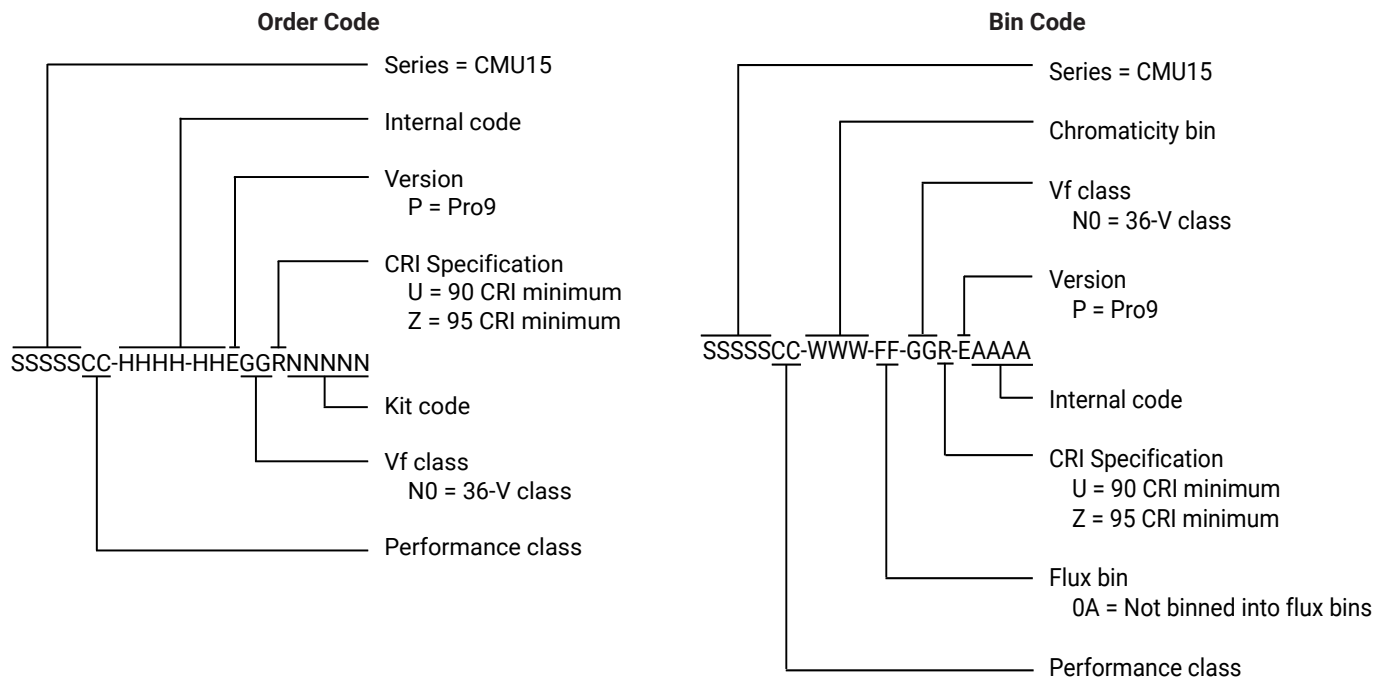 Order Code
Series = CMU15
Internal code
Version
P = Pro9
CRI Specification
U = 90 CRI minimum
Z = 95 CRI minimum
SSSSSCC-HHHH-HHEGGRNNNNN
Kit code
Vf class
N0 = 36-V class
Performance class
Bin Code
Series = CMU15
Chromaticity bin
Vf class
N0 = 36-V class
Version
P = Pro9
SSSSSCC-WWW-FF-GGR-EAAAA
Internal code
CRI Specification
U = 90 CRI minimum
Z = 95 CRI minimum
Flux bin
0A = Not binned into flux bins
Performance class